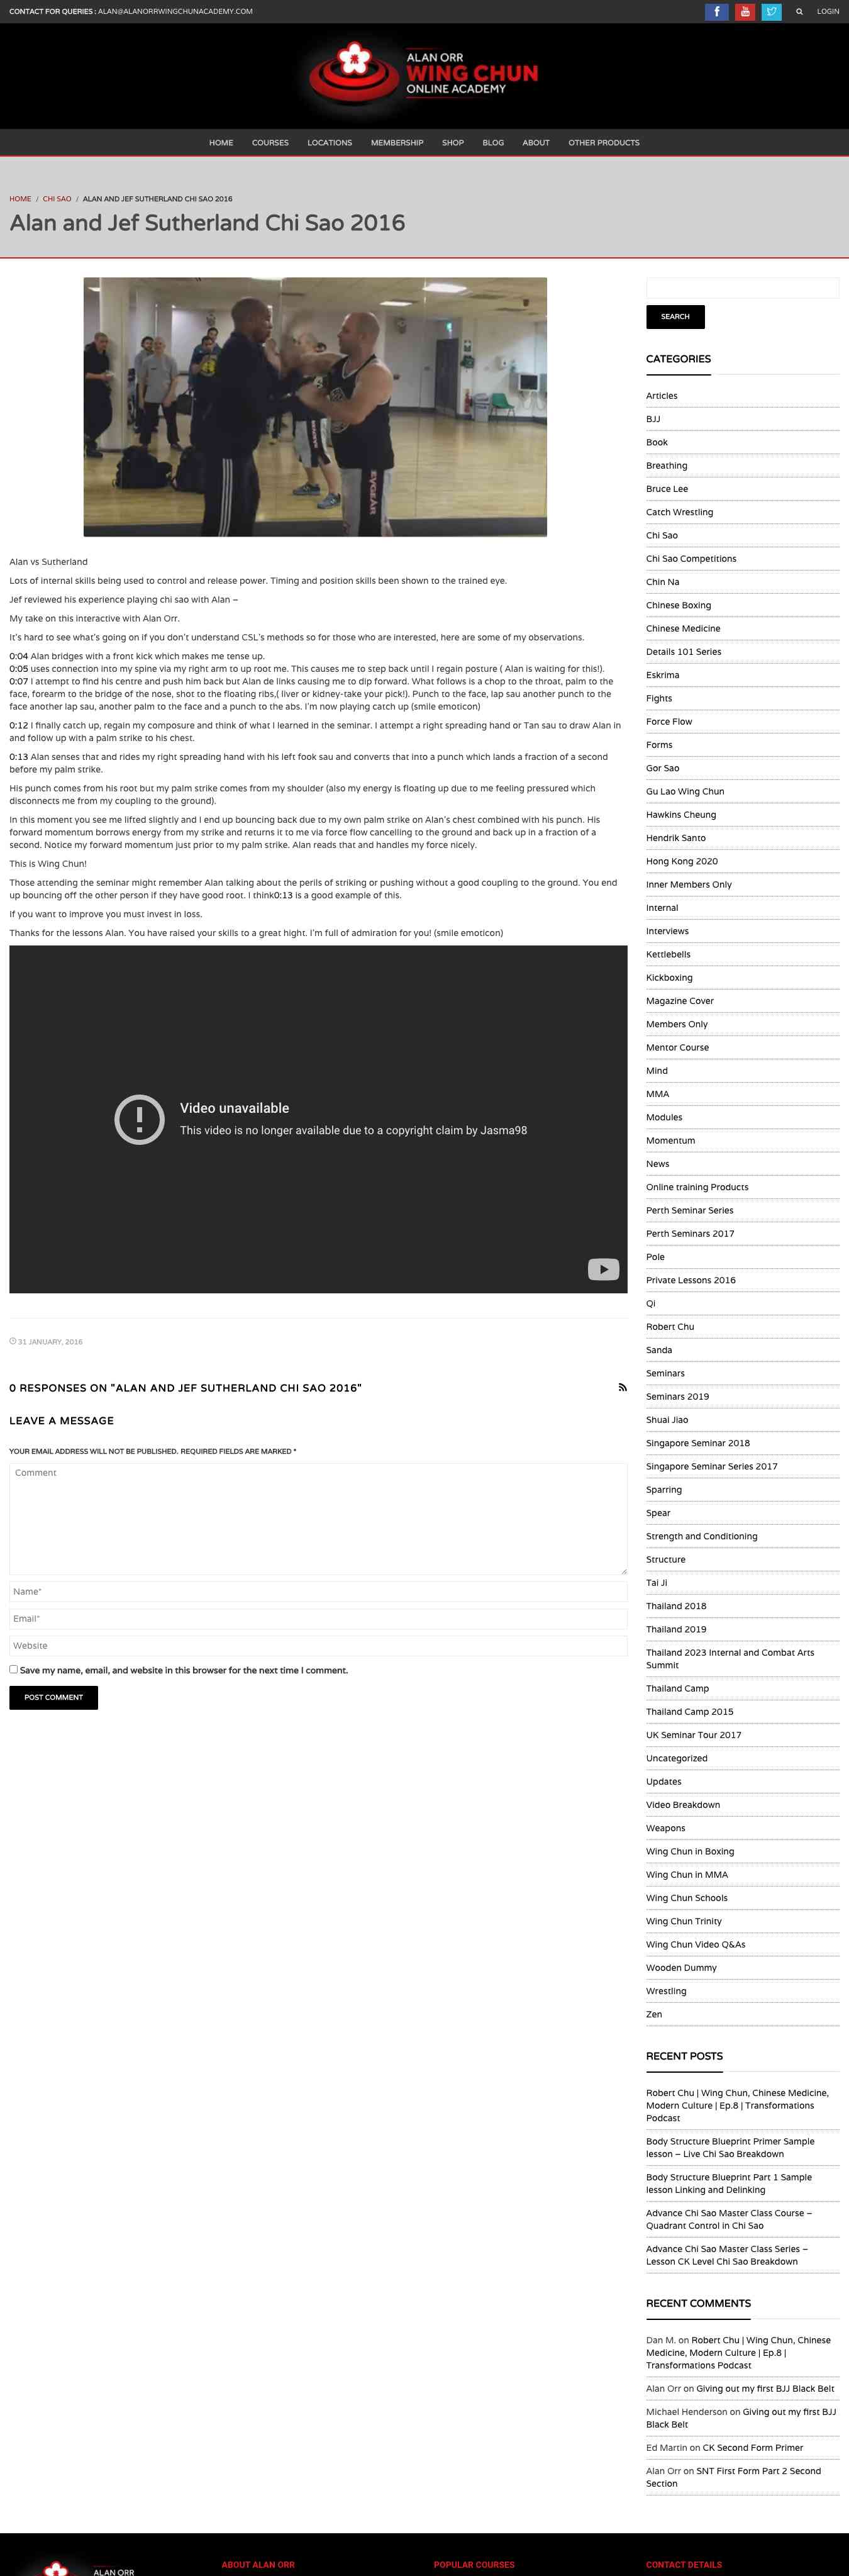 CONTACT FOR QUERIES : ALAN@ALANORRWINGCHUNACADEMY.COM
LOGIN
ALAN ORR
WING CHUN
ONLINE ACADEMY
HOME COURSES LOCATIONS MEMBERSHIP SHOP BLOG ABOUT OTHER PRODUCTS
HOME / CHI SAO / ALAN AND JEF SUTHERLAND CHI SAO 2016
Alan and Jef Sutherland Chi Sao 2016
Alan vs Sutherland
Lots of internal skills being used to control and release power. Timing and position skills been shown to the trained eye.
Jef reviewed his experience playing chi sao with Alan –
My take on this interactive with Alan Orr.
It's hard to see what's going on if you don't understand CSL's methods so for those who are interested, here are some of my observations.
0:04 Alan bridges with a front kick which makes me tense up.
0:05 uses connection into my spine via my right arm to up root me. This causes me to step back until I regain posture ( Alan is waiting for this!).
0:07 I attempt to find his centre and push him back but Alan de links causing me to dip forward. What follows is a chop to the throat, palm to the
face, forearm to the bridge of the nose, shot to the floating ribs,( liver or kidney-take your pick!). Punch to the face, lap sau another punch to the
face another lap sau, another palm to the face and a punch to the abs. I'm now playing catch up (smile emoticon)
0:12 I finally catch up, regain my composure and think of what I learned in the seminar. I attempt a right spreading hand or Tan sau to draw Alan in
and follow up with a palm strike to his chest.
0:13 Alan senses that and rides my right spreading hand with his left fook sau and converts that into a punch which lands a fraction of a second
before my palm strike.
His punch comes from his root but my palm strike comes from my shoulder (also my energy is floating up due to me feeling pressured which
disconnects me from my coupling to the ground).
In this moment you see me lifted slightly and I end up bouncing back due to my own palm strike on Alan's chest combined with his punch. His
forward momentum borrows energy from my strike and returns it to me via force flow cancelling to the ground and back up in a fraction of a
second. Notice my forward momentum just prior to my palm strike. Alan reads that and handles my force nicely.
This is Wing Chun!
Those attending the seminar might remember Alan talking about the perils of striking or pushing without a good coupling to the ground. You end
up bouncing off the other person if they have good root. I think0:13 is a good example of this.
If you want to improve you must invest in loss.
Thanks for the lessons Alan. You have raised your skills to a great hight. I'm full of admiration for you! (smile emoticon)
Video unavailable
This video is no longer available due to a copyright claim by Jasma98
31 JANUARY, 2016
0 RESPONSES ON "ALAN AND JEF SUTHERLAND CHI SAO 2016"
LEAVE A MESSAGE
YOUR EMAIL ADDRESS WILL NOT BE PUBLISHED. REQUIRED FIELDS ARE MARKED *
Comment
Name*
Email*
Website
Save my name, email, and website in this browser for the next time I comment.
POST COMMENT
SEARCH
CATEGORIES
Articles
BJJ
Book
Breathing
Bruce Lee
Catch Wrestling
Chi Sao
Chi Sao Competitions
Chin Na
Chinese Boxing
Chinese Medicine
Details 101 Series
Eskrima
Fights
Force Flow
Forms
Gor Sao
Gu Lao Wing Chun
Hawkins Cheung
Hendrik Santo
Hong Kong 2020
Inner Members Only
Internal
Interviews
Kettlebells
Kickboxing
Magazine Cover
Members Only
Mentor Course
Mind
MMA
Modules
Momentum
News
Online training Products
Perth Seminar Series
Perth Seminars 2017
Pole
Private Lessons 2016
Qi
Robert Chu
Sanda
Seminars
Seminars 2019
Shuai Jiao
Singapore Seminar 2018
Singapore Seminar Series 2017
Sparring
Spear
Strength and Conditioning
Structure
Tai Ji
Thailand 2018
Thailand 2019
Thailand 2023 Internal and Combat Arts
Summit
Thailand Camp
Thailand Camp 2015
UK Seminar Tour 2017
Uncategorized
Updates
Video Breakdown
Weapons
Wing Chun in Boxing
Wing Chun in MMA
Wing Chun Schools
Wing Chun Trinity
Wing Chun Video Q&As
Wooden Dummy
Wrestling
Zen
RECENT POSTS
Robert Chu | Wing Chun, Chinese Medicine,
Modern Culture | Ep.8 | Transformations
Podcast
Body Structure Blueprint Primer Sample
lesson – Live Chi Sao Breakdown
Body Structure Blueprint Part 1 Sample
lesson Linking and Delinking
Advance Chi Sao Master Class Course –
Quadrant Control in Chi Sao
Advance Chi Sao Master Class Series –
Lesson CK Level Chi Sao Breakdown
RECENT COMMENTS
Dan M. on Robert Chu | Wing Chun, Chinese
Medicine, Modern Culture | Ep.8 |
Transformations Podcast
Alan Orr on Giving out my first BJJ Black Belt
Michael Henderson on Giving out my first BJJ
Black Belt
Ed Martin on CK Second Form Primer
Alan Orr on SNT First Form Part 2 Second
Section
ALAN ORR
ABOUT ALAN ORR
POPULAR COURSES
CONTACT DETAILS